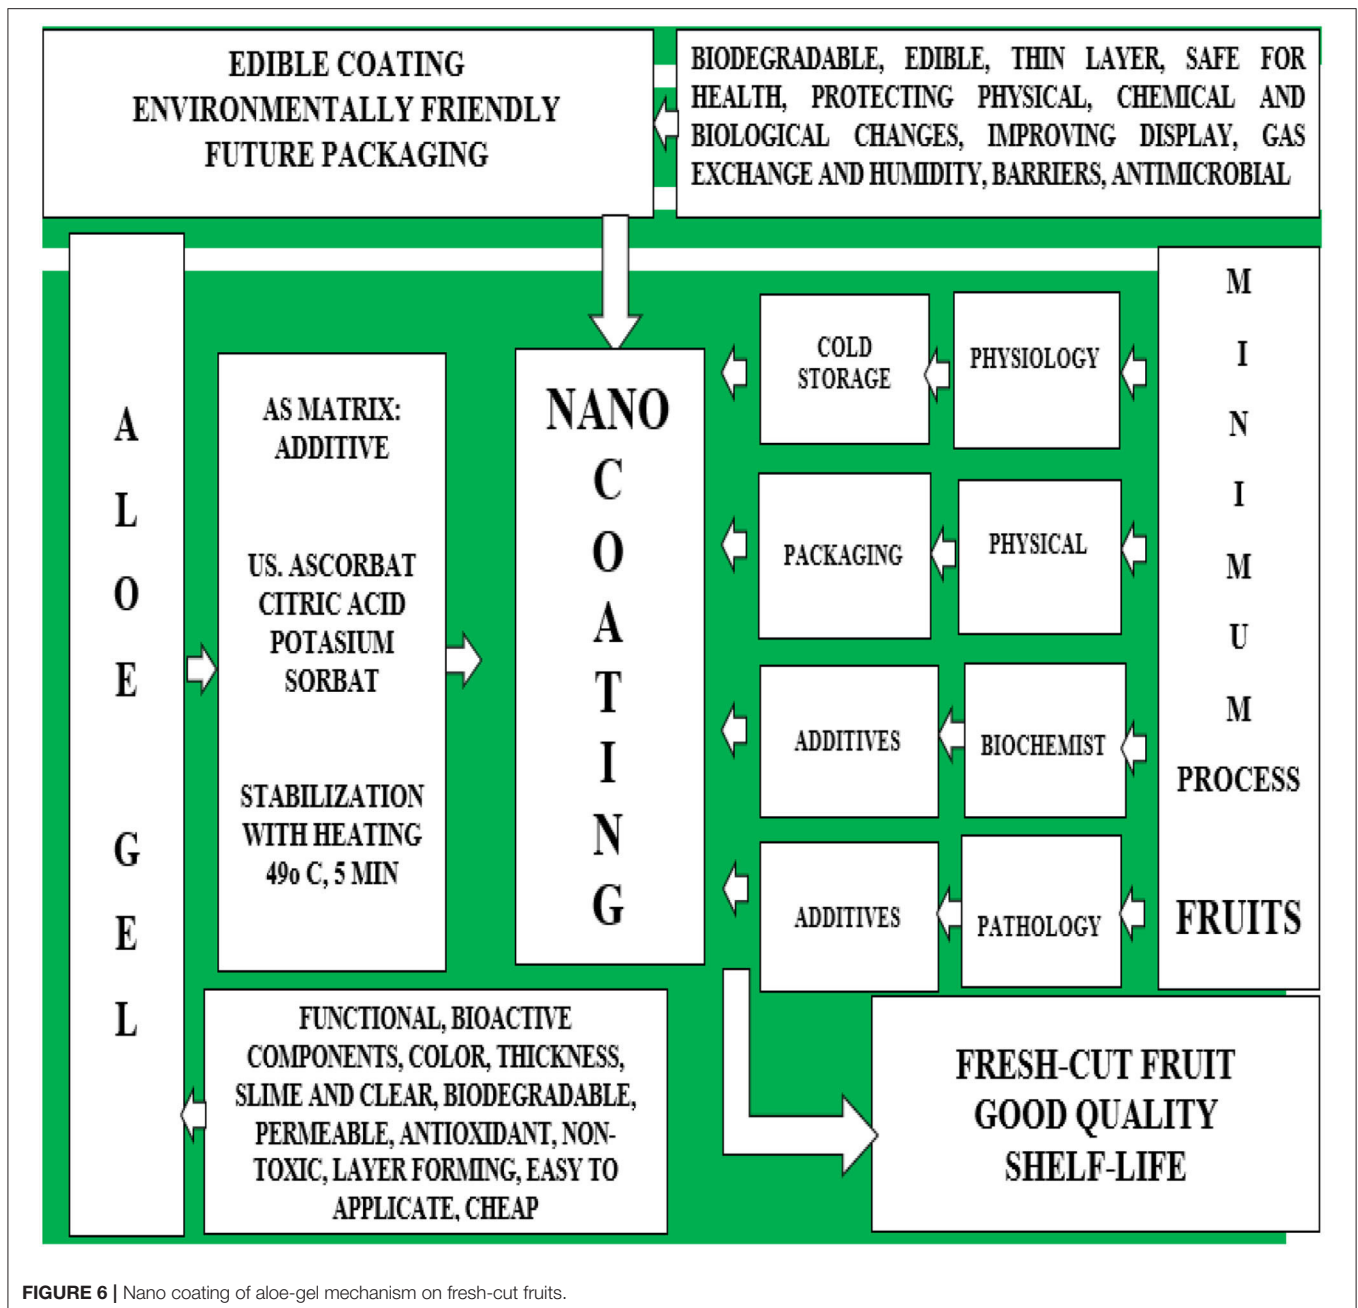 EDIBLE COATING
ENVIRONMENTALLY FRIENDLY
FUTURE PACKAGING
BIODEGRADABLE, EDIBLE, THIN LAYER, SAFE FOR
HEALTH, PROTECTING PHYSICAL, CHEMICAL AND
BIOLOGICAL CHANGES, IMPROVING DISPLAY, GAS
EXCHANGE AND HUMIDITY, BARRIERS, ANTIMICROBIAL
A
L
O
E
G
E
L
AS MATRIX:
ADDITIVE
US. ASCORBAT
CITRIC ACID
POTASIUM
SORBAT
STABILIZATION
WITH HEATING
49o C, 5 MIN
NANO
C
O
A
T
I
N
G
COLD
STORAGE
PHYSIOLOGY
PACKAGING
PHYSICAL
ADDITIVES
BIOCHEMIST
ADDITIVES
PATHOLOGY
M
I
N
I
M
U
M
PROCESS
FRUITS
FUNCTIONAL, BIOACTIVE
COMPONENTS, COLOR, THICKNESS,
SLIME AND CLEAR, BIODEGRADABLE,
PERMEABLE, ANTIOXIDANT, NON-
TOXIC, LAYER FORMING, EASY TO
APPLICATE, CHEAP
FRESH-CUT FRUIT
GOOD QUALITY
SHELF-LIFE
FIGURE 6 | Nano coating of aloe-gel mechanism on fresh-cut fruits.